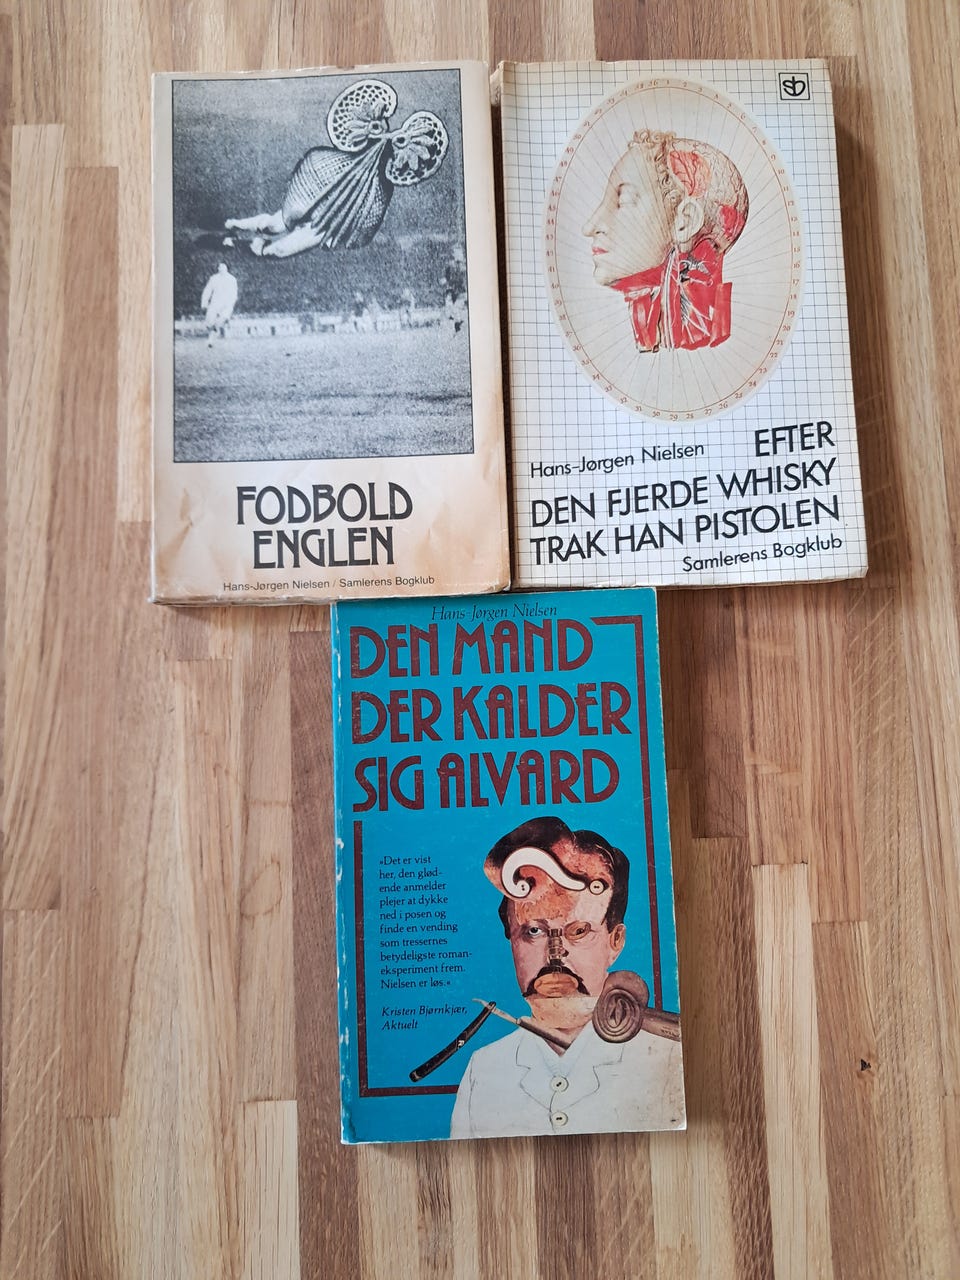 FODBOLD
ENGLEN
Hans-Jørgen Nielsen / Samlerens Bogklub
sb
Hans-Jørgen Nielsen EFTER
DEN FJERDE WHISKY
TRAK HAN PISTOLEN
Samlerens Bogklub
Hans-Jørgen Nielsen
DEN MAND
DER KALDER
SIG ALVARD
»Det er vist
her, den glød-
ende anmelder
plejer at dykke
ned i posen og
finde en vending
som tressernes
betydeligste roman-
eksperiment frem.
Nielsen er løs.«
Kristen Bjørnkjær,
Aktuelt